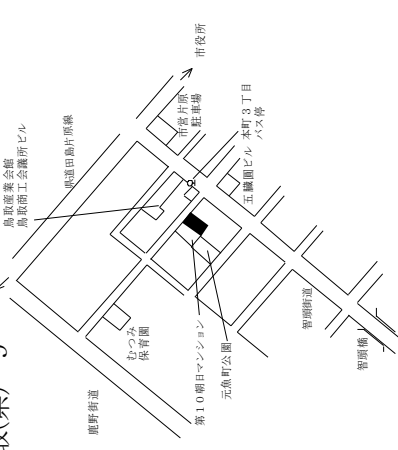 市役所
市営片原
駐車場
本町３丁目
バス停
五臓圓ビル
鳥取産業会館
鳥取商工会議所ビル
県道田島片原線
むつみ
保育園
鹿野街道
第１０朝日マンション
元魚町公園
智頭街道
智頭橋